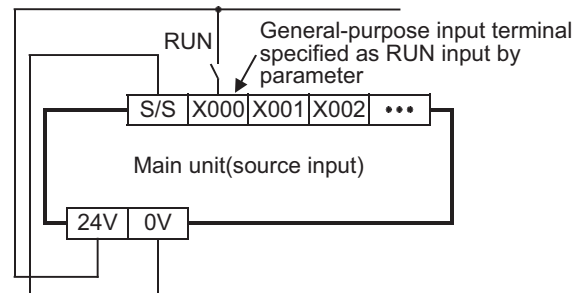 RUN
General-purpose input terminal
specified as RUN input by
parameter
S/S X000 X001 X002 •••
Main unit(source input)
24V 0V